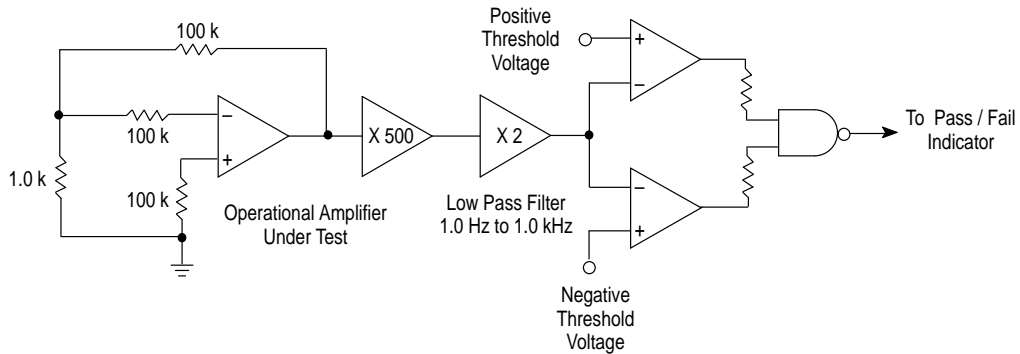 100 k
100 k
1.0 k
100 k
−
+
Operational Amplifier
Under Test
X 500
X 2
Low Pass Filter
1.0 Hz to 1.0 kHz
Positive
Threshold
Voltage
+
−
−
+
Negative
Threshold
Voltage
To Pass / Fail
Indicator